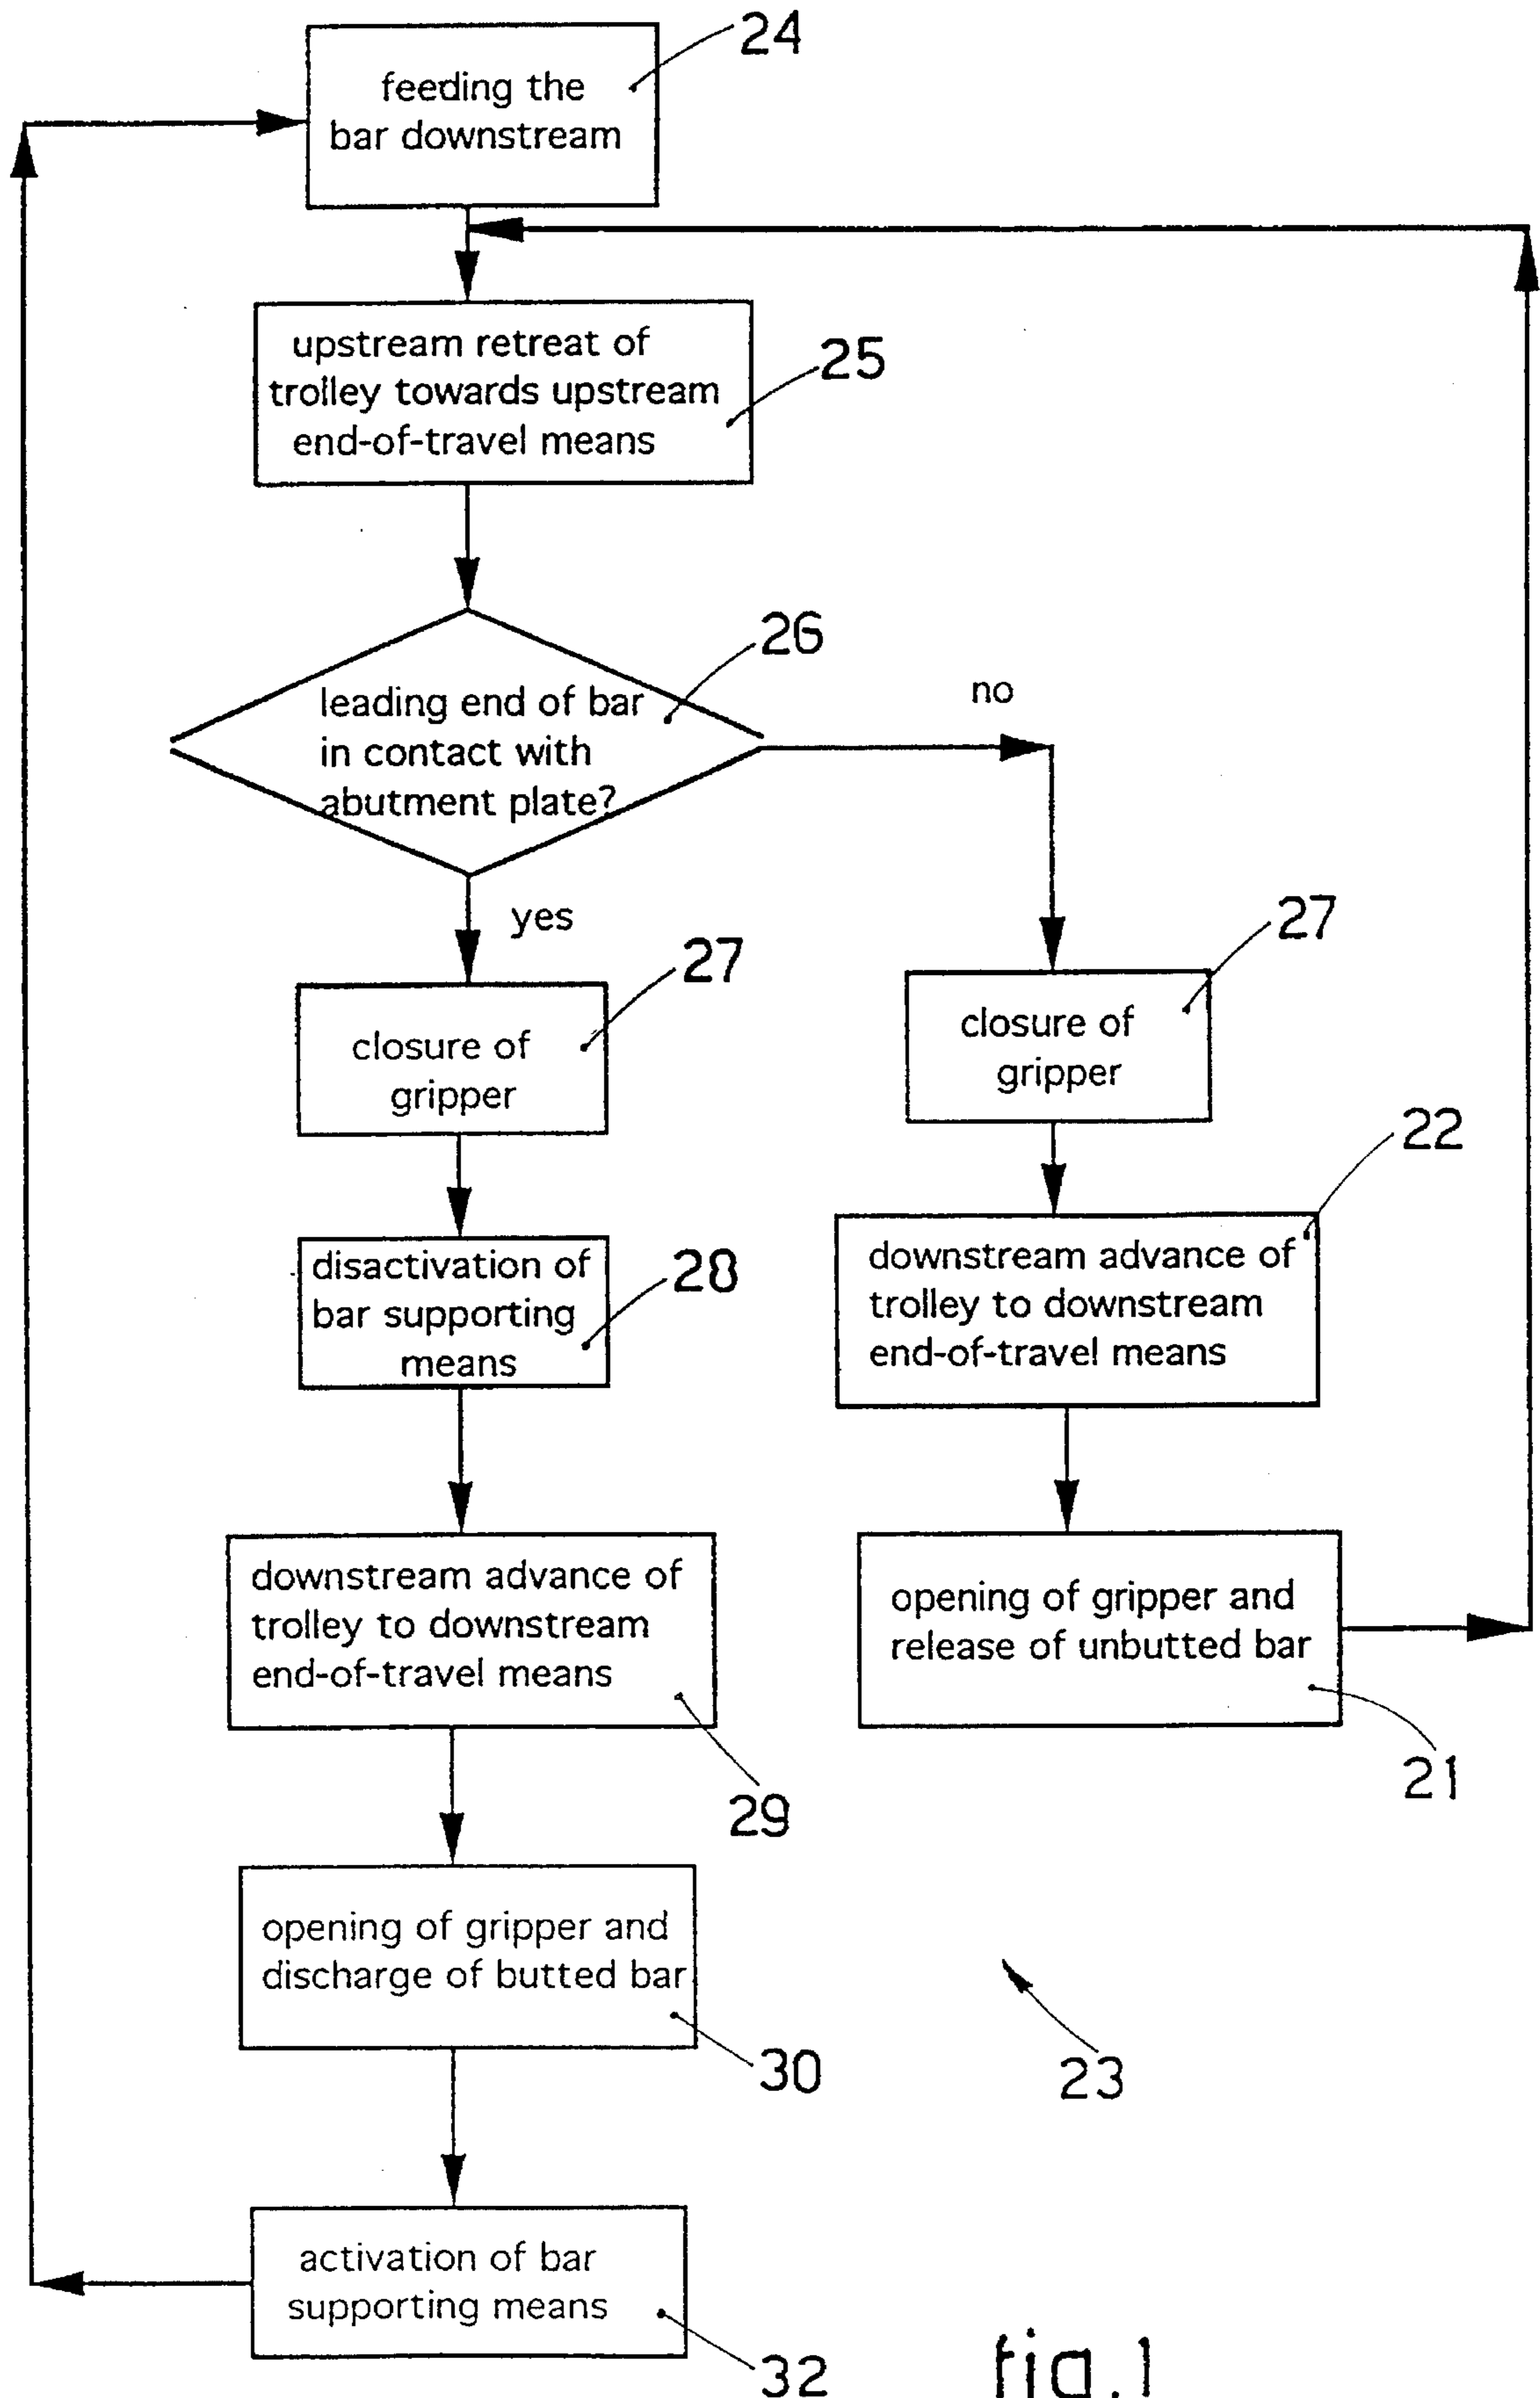 24
feeding the
bar downstream
upstream retreat of
trolley towards upstream
end-of-travel means
25
26
leading end of bar
in contact with
abutment plate?
no
yes
27
closure of
gripper
27
closure of
gripper
disactivation of
bar supporting
means
28
22
downstream advance of
trolley to downstream
end-of-travel means
downstream advance of
trolley to downstream
end-of-travel means
29
opening of gripper and
release of unbutted bar
21
opening of gripper and
discharge of butted bar
30
23
activation of bar
supporting means
32
fig.1